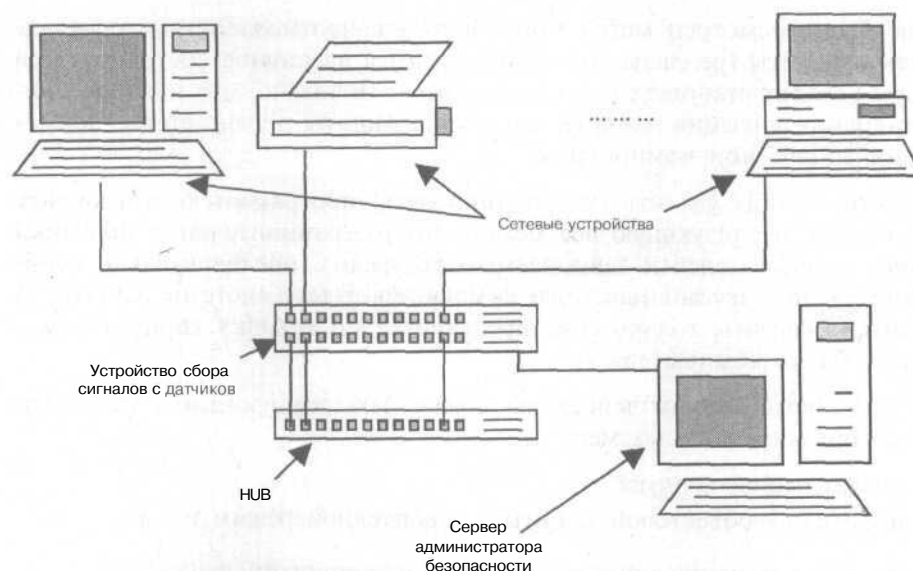 Сетевые устройства
Устройство сбора
сигналов с датчиков
HUB
Сервер
администратора
безопасности